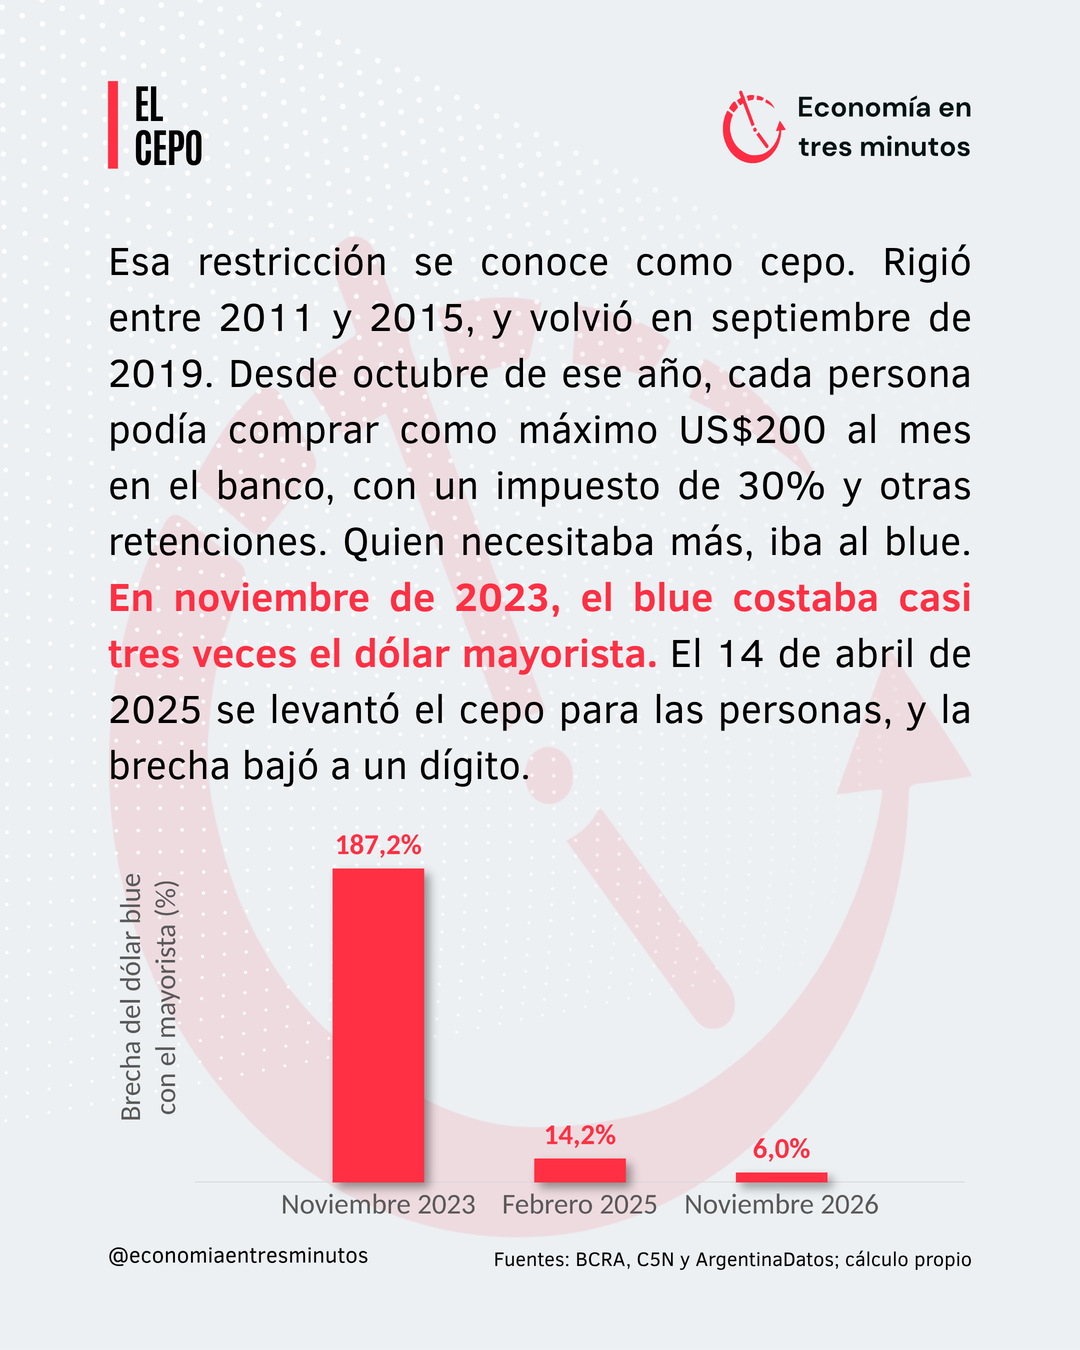 EL
CEPO
Economía en
tres minutos
Esa restricción se conoce como cepo. Rigió
entre 2011 y 2015, y volvió en septiembre de
2019. Desde octubre de ese año, cada persona
podía comprar como máximo US$200 al mes
en el banco, con un impuesto de 30% y otras
retenciones. Quien necesitaba más, iba al blue.
En noviembre de 2023, el blue costaba casi
tres veces el dólar mayorista. El 14 de abril de
2025 se levantó el cepo para las personas, y la
brecha bajó a un dígito.
Brecha del dólar blue
con el mayorista (%)
187,2%
14,2%
6,0%
Noviembre 2023
Febrero 2025
Noviembre 2026
@economiaentresminutos
Fuentes: BCRA, C5N y ArgentinaDatos; cálculo propio